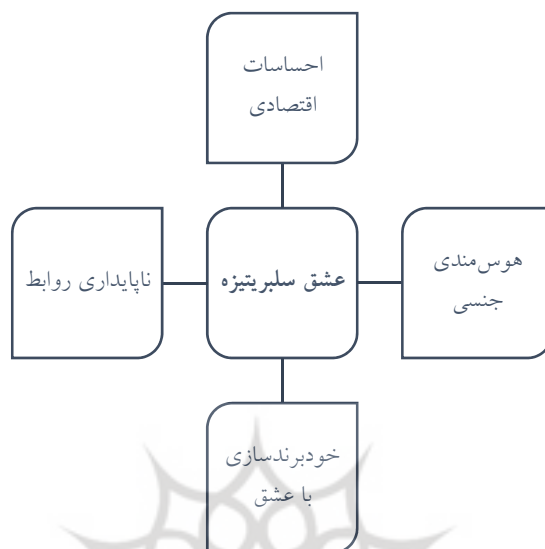 احساسات
اقتصادی
هوس‌مندی
جنسی
عشق سلبریتیزه
ناپایداری روابط
خودبرندسازی
با عشق